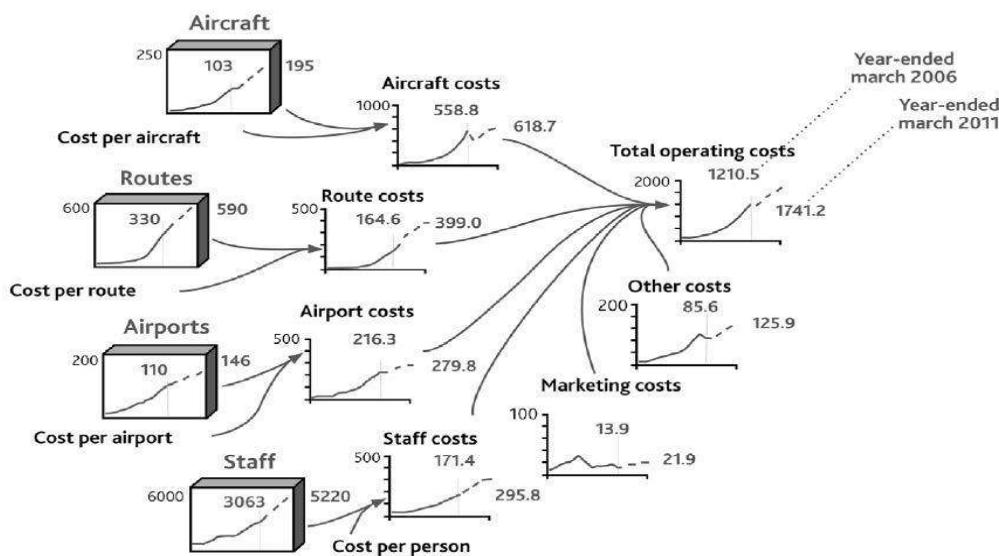 Aircraft
250
103
195
Cost per aircraft
Aircraft costs
1000
558.8
618.7
Year-ended
march 2006
Year-ended
march 2011
Total operating costs
1210.5
2000
1741.2
Routes
600
330
590
Cost per route
Route costs
500
164.6
399.0
Airports
200
110
146
Cost per airport
Airport costs
500
216.3
279.8
Other costs
85.6
200
125.9
Marketing costs
100
13.9
21.9
Staff
6000
3063
5220
Cost per person
Staff costs
500
171.4
295.8